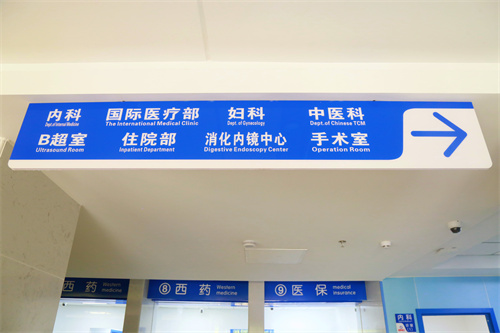 内科 国际医疗部 妇科 中医科
Dept.of Internal Medicine The International Medical Clinic Dept. of Gynecology Dept.of Chinese TCM
B超室 住院部 消化内镜中心 手术室
Ultrasound Room Inpatient Department Digestive Endoscopy Center Operation Room
西药 Western medicine
⑧西药 Western medicine
⑨医保 medical insurance
内科